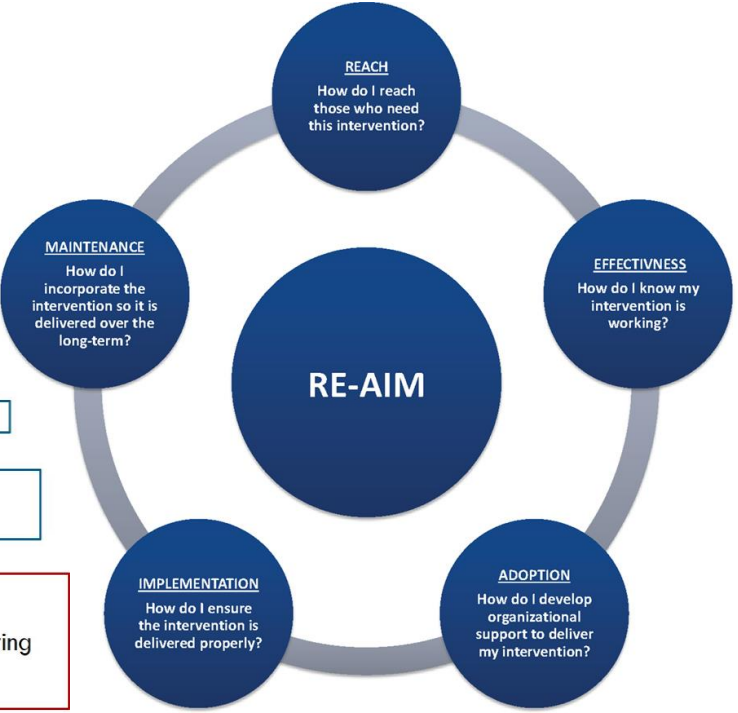 REACH
How do I reach
those who need
this intervention?
EFFECTIVNESS
How do I know my
intervention is
working?
ADOPTION
How do I develop
organizational
support to deliver
my intervention?
IMPLEMENTATION
How do I ensure
the intervention is
delivered properly?
MAINTENANCE
How do I
incorporate the
intervention so it is
delivered over the
long-term?
RE-AIM